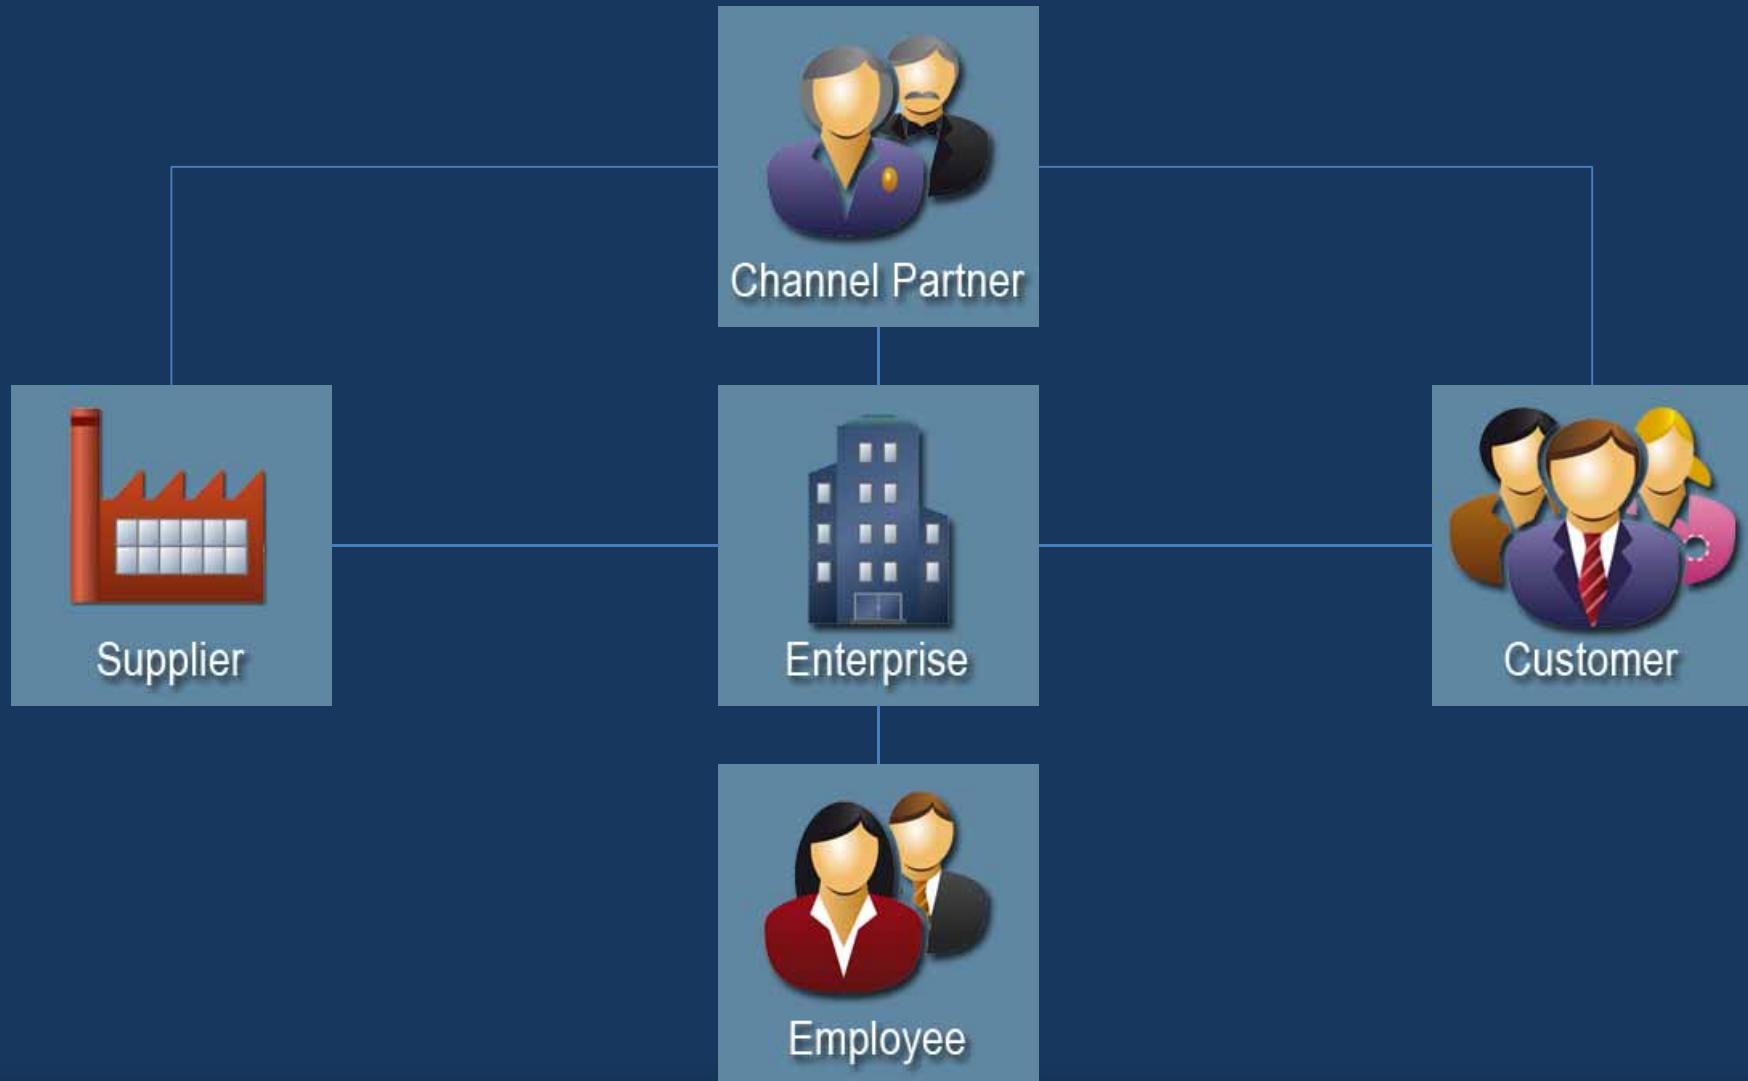 Channel Partner
Supplier
Enterprise
Customer
Employee